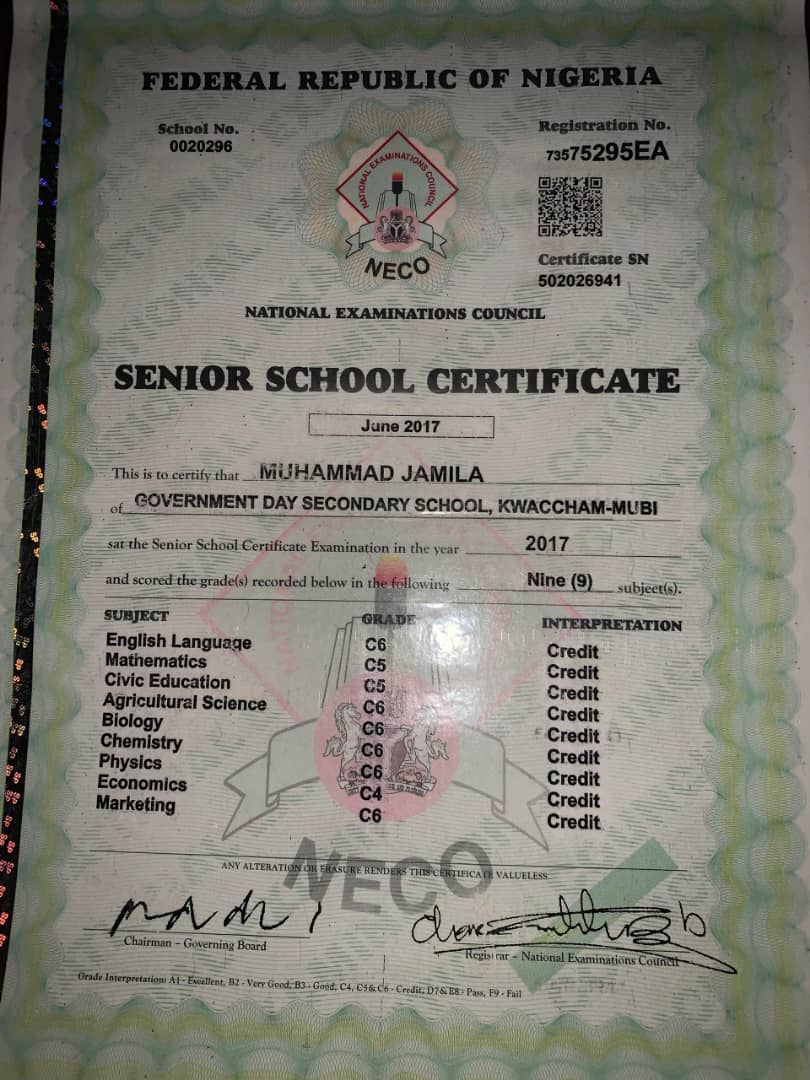 FEDERAL REPUBLIC OF NIGERIA
School No.
0020296
Registration No.
73575295EA
NATIONAL EXAMINATIONS COUNCIL
NECO
Certificate SN
502026941
NATIONAL EXAMINATIONS COUNCIL
SENIOR SCHOOL CERTIFICATE
June 2017
This is to certify that MUHAMMAD JAMILA
of GOVERNMENT DAY SECONDARY SCHOOL, KWACCHAM-MUBI
sat the Senior School Certificate Examination in the year 2017
and scored the grade(s) recorded below in the following Nine (9) subject(s).
SUBJECT GRADE INTERPRETATION
English Language C6 Credit
Mathematics C5 Credit
Civic Education C5 Credit
Agricultural Science C6 Credit
Biology C6 Credit
Chemistry C6 Credit
Physics C6 Credit
Economics C4 Credit
Marketing C6 Credit
NECO
ANY ALTERATION OR ERASURE RENDERS THIS CERTIFICATE VALUELESS
Chairman - Governing Board
Registrar - National Examinations Council
Grade Interpretation: A1 - Excellent, B2 - Very Good, B3 - Good, C4, C5 & C6 - Credit, D7 & E8 - Pass, F9 - Fail